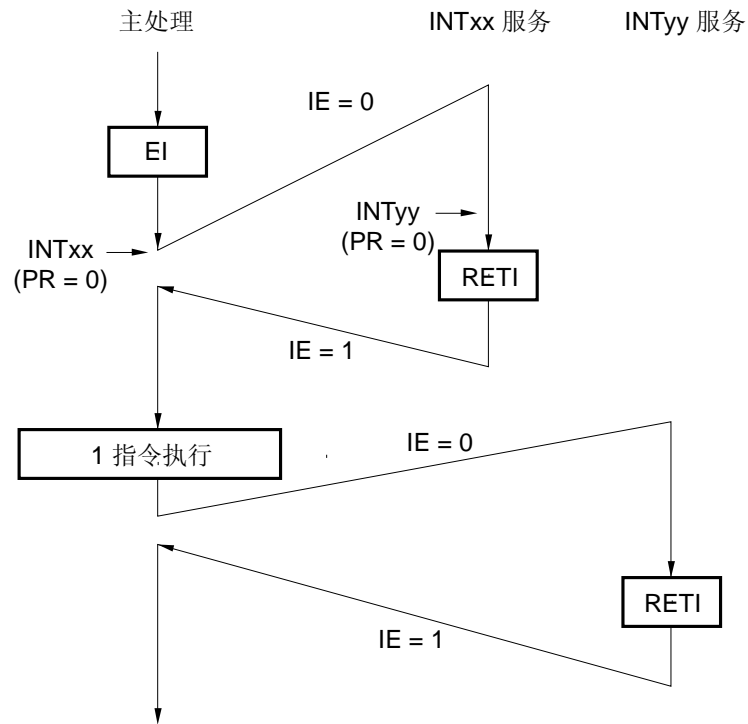 主处理
INTxx 服务
INTyy 服务
IE = 0
EI
INTyy
(PR = 0)
INTxx
(PR = 0)
RETI
IE = 1
1 指令执行
IE = 0
RETI
IE = 1